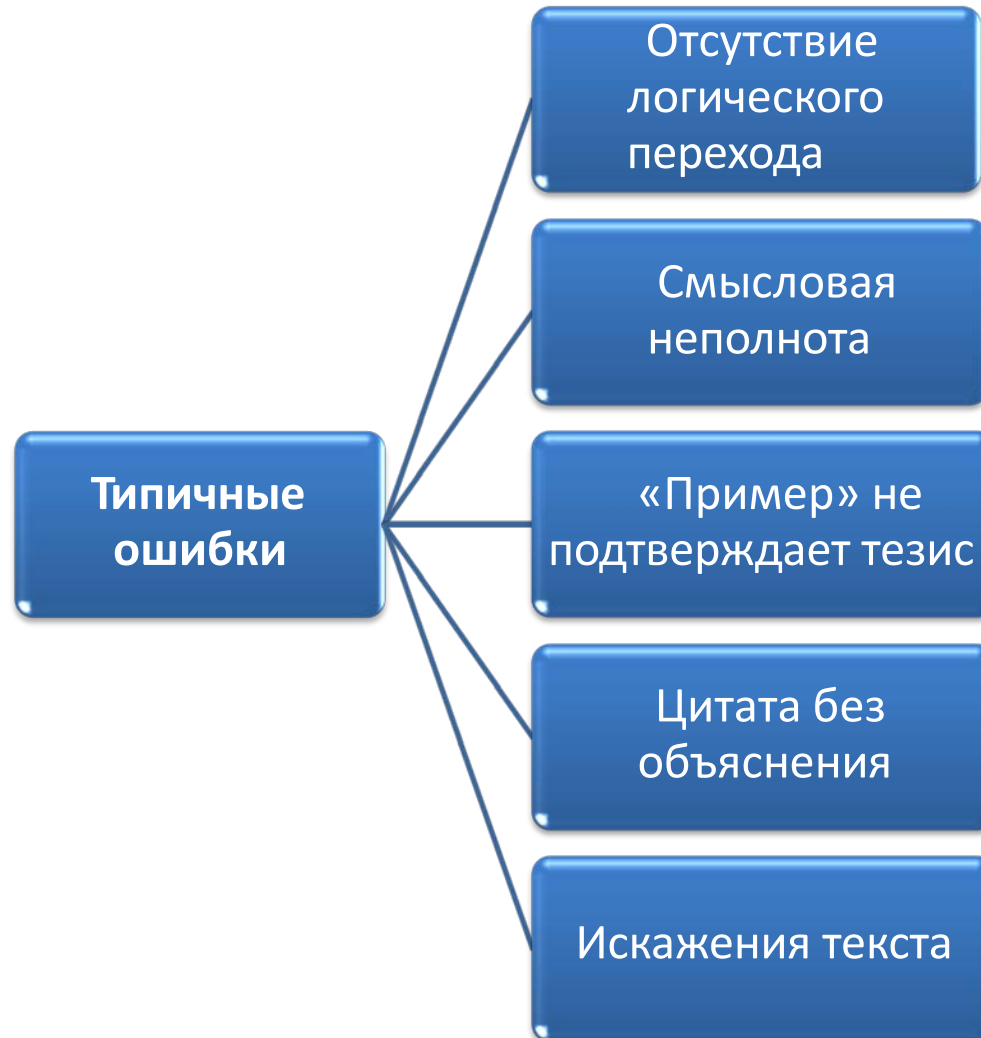 Отсутствие
логического
перехода
Смысловая
неполнота
Типичные
ошибки
«Пример» не
подтверждает тезис
Цитата без
объяснения
Искажения текста